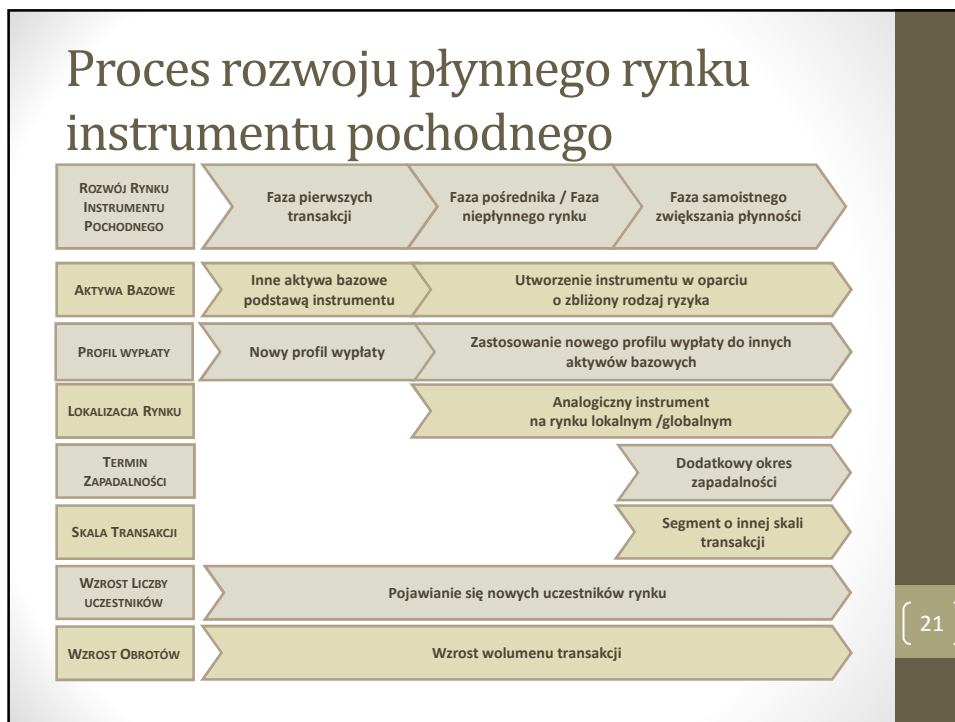 Proces rozwoju płynnego rynku
instrumentu pochodnego
Rozwój Rynku
Instrumentu
Pochodnego
Faza pierwszych
transakcji
Faza pośrednika / Faza
niepłynnego rynku
Faza samoistnego
zwiększania płynności
Aktywa Bazowe
Inne aktywa bazowe
podstawą instrumentu
Utworzenie instrumentu w oparciu
o zbliżony rodzaj ryzyka
Profil wypłaty
Nowy profil wypłaty
Zastosowanie nowego profilu wypłaty do innych
aktywów bazowych
Lokalizacja Rynku
Analogiczny instrument
na rynku lokalnym /globalnym
Termin
Zapadalności
Dodatkowy okres
zapadalności
Skala Transakcji
Segment o innej skali
transakcji
Wzrost Liczby
uczestników
Pojawianie się nowych uczestników rynku
Wzrost Obrotów
Wzrost wolumenu transakcji
21